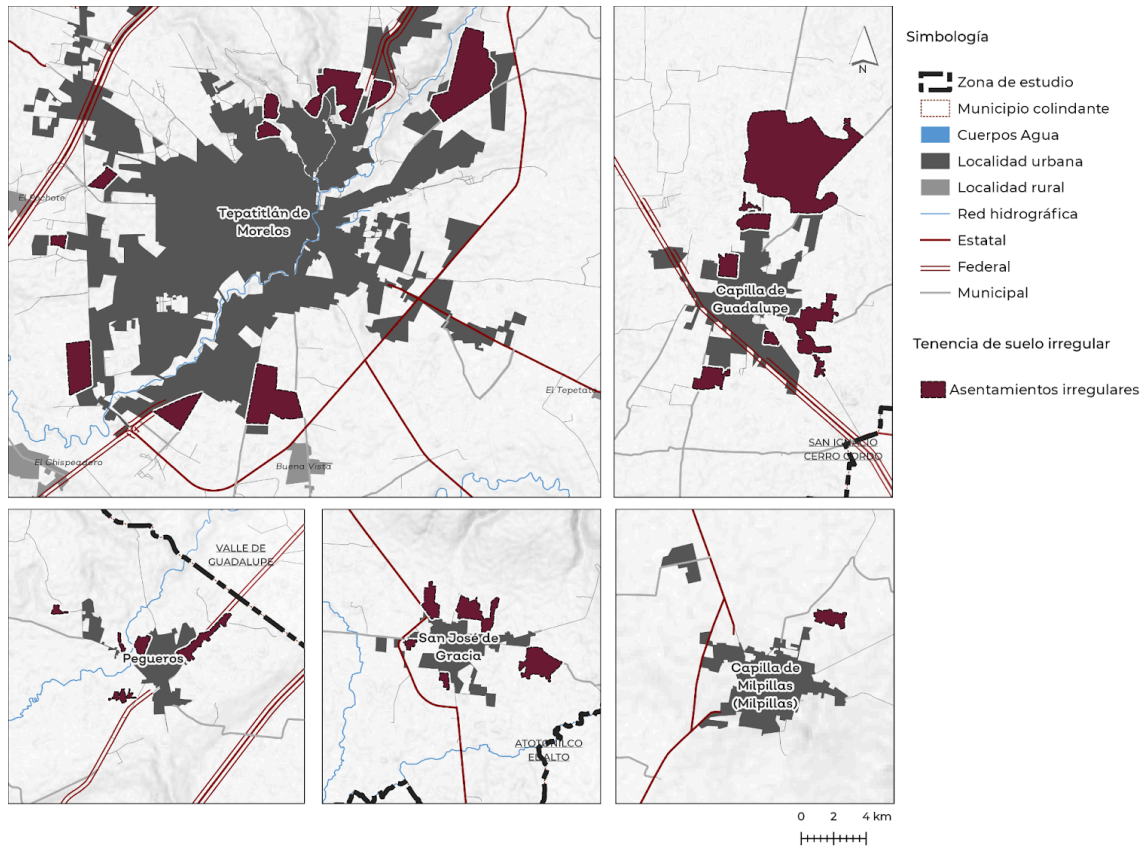 El Pichote
Tepatitlán de
Morelos
El Tepetate
El Chispeadero
Buena Vista
N
Capilla de
Guadalupe
SAN IGNACIO
CERRO GORDO
Simbología
Zona de estudio
Municipio colindante
Cuerpos Agua
Localidad urbana
Localidad rural
Red hidrográfica
Estatal
Federal
Municipal
Tenencia de suelo irregular
Asentamientos irregulares
VALLE DE
GUADALUPE
Pegueros
San José de
Gracia
ATOTONILCO
EL ALTO
Capilla de
Milpillas
(Milpillas)
0 2 4 km